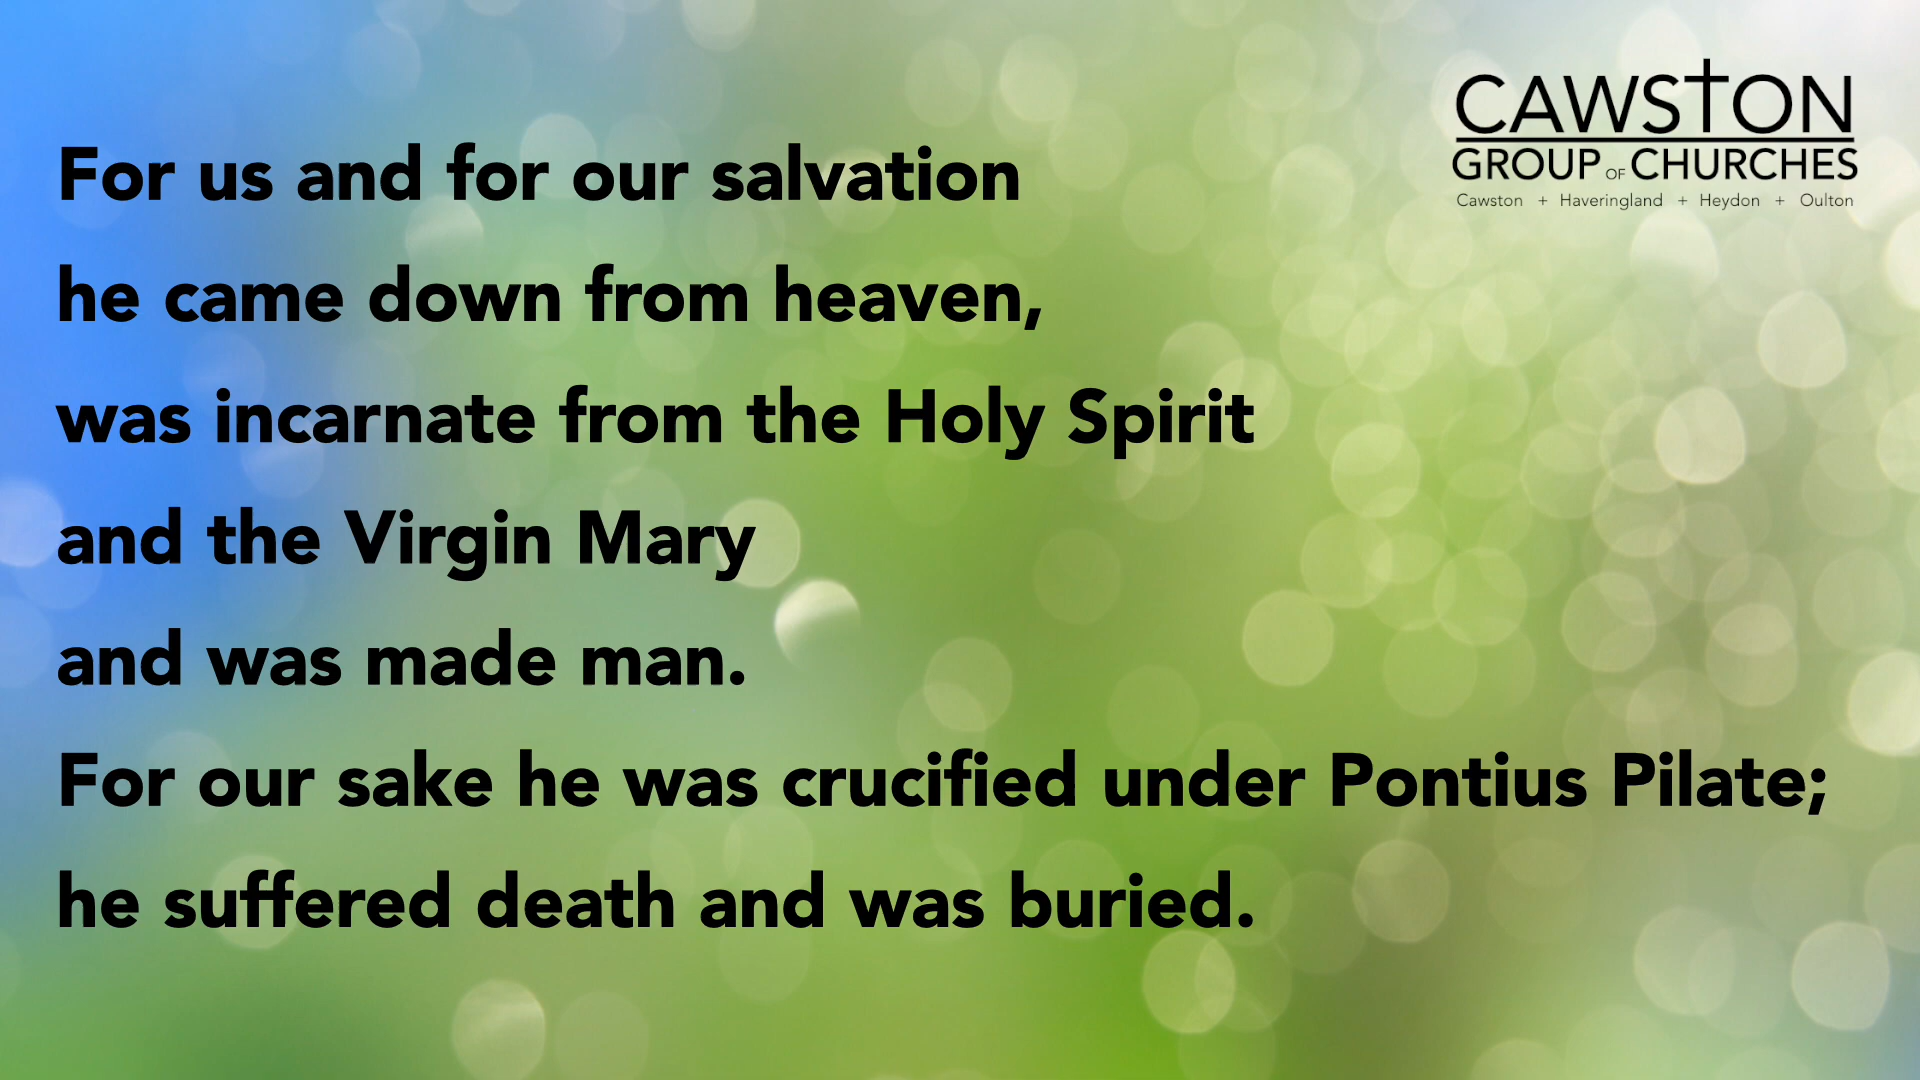 CAWSTON
GROUP OF CHURCHES
Cawston + Haveringland + Heydon + Oulton
For us and for our salvation
he came down from heaven,
was incarnate from the Holy Spirit
and the Virgin Mary
and was made man.
For our sake he was crucified under Pontius Pilate;
he suffered death and was buried.